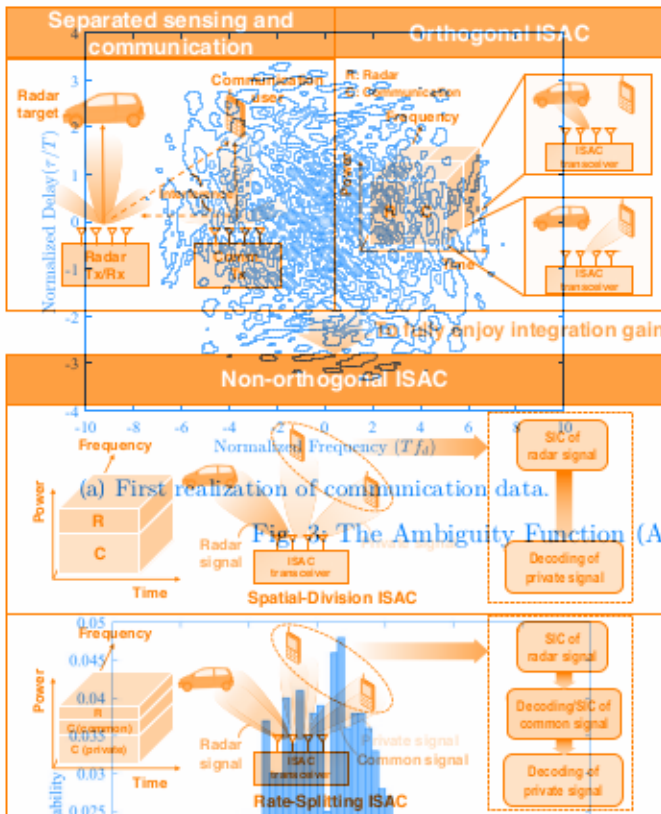 Separated sensing and
communication
Orthogonal ISAC
Radar
target
Communication
user
Interference
Radar
Tx/Rx
Comm.
Tx
R: Radar
C: Communication
Frequency
Power
R
C
Time
ISAC
transceiver
ISAC
transceiver
4
3
2
1
0
-1
-2
-3
-4
Normalized Delay(τ/T)
-10
-8
-6
-4
-2
0
2
4
6
8
10
Normalized Frequency (Tf_d)
To fully enjoy integration gain
Non-orthogonal ISAC
Frequency
Power
R
C
Time
(a) First realization of communication data.
Fig. 3: The Ambiguity Function (A
Radar
signal
Private signal
ISAC
transceiver
Spatial-Division ISAC
SIC of
radar signal
Decoding of
private signal
0.05
0.045
0.04
0.035
0.03
0.025
ability
Frequency
Power
R
C (common)
C (private)
Time
Radar
signal
Private signal
Common signal
ISAC
transceiver
Rate-Splitting ISAC
SIC of
radar signal
Decoding/SIC of
common signal
Decoding of
private signal